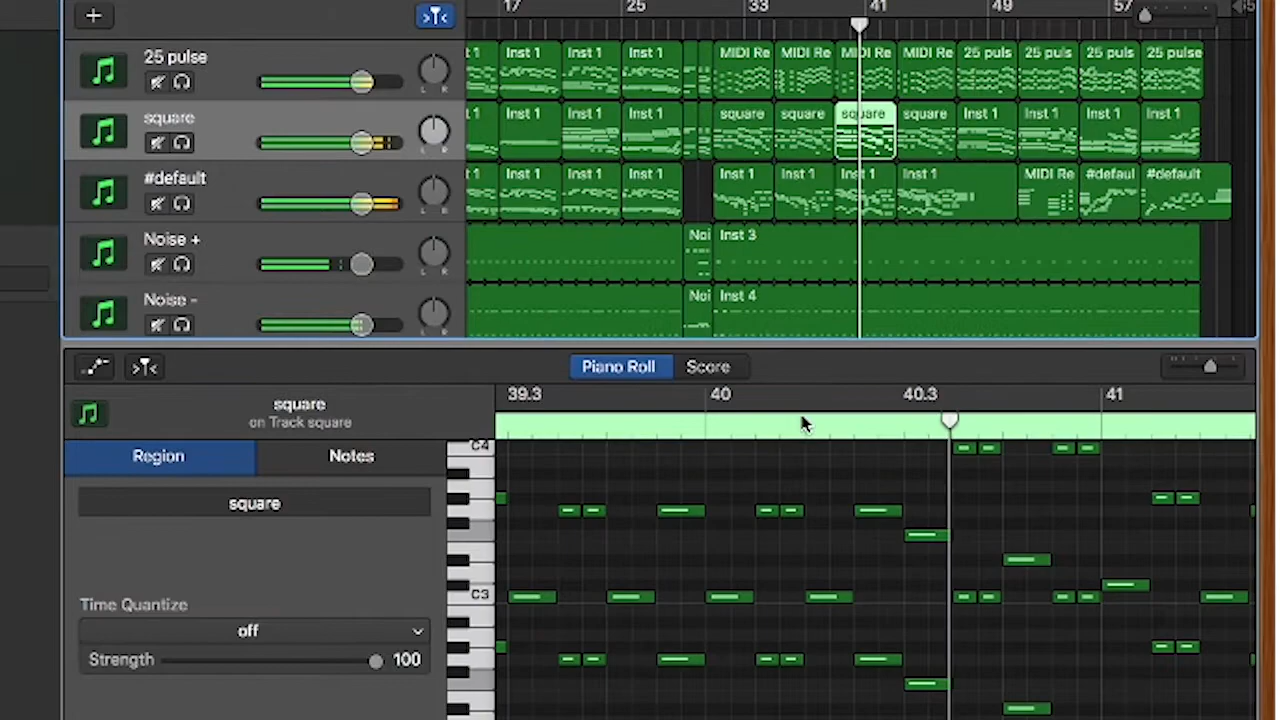 17 25 33 41 49 57
25 pulse
t 1 Inst 1 Inst 1 Inst 1 MIDI Re MIDI Re MIDI Re MIDI Re 25 puls 25 puls 25 puls 25 pulse
square
t 1 Inst 1 Inst 1 Inst 1 square square square square Inst 1 Inst 1 Inst 1 Inst 1
#default
t 1 Inst 1 Inst 1 Inst 1 Inst 1 Inst 1 Inst 1 Inst 1 MIDI Re #defaul #default
Noise +
Noi Inst 3
Noise -
Noi Inst 4
L R
L R
L R
L R
L R
Piano Roll Score
square
on Track square
39.3 40 40.3 41
Region Notes
C4
square
C3
Time Quantize
off
Strength 100